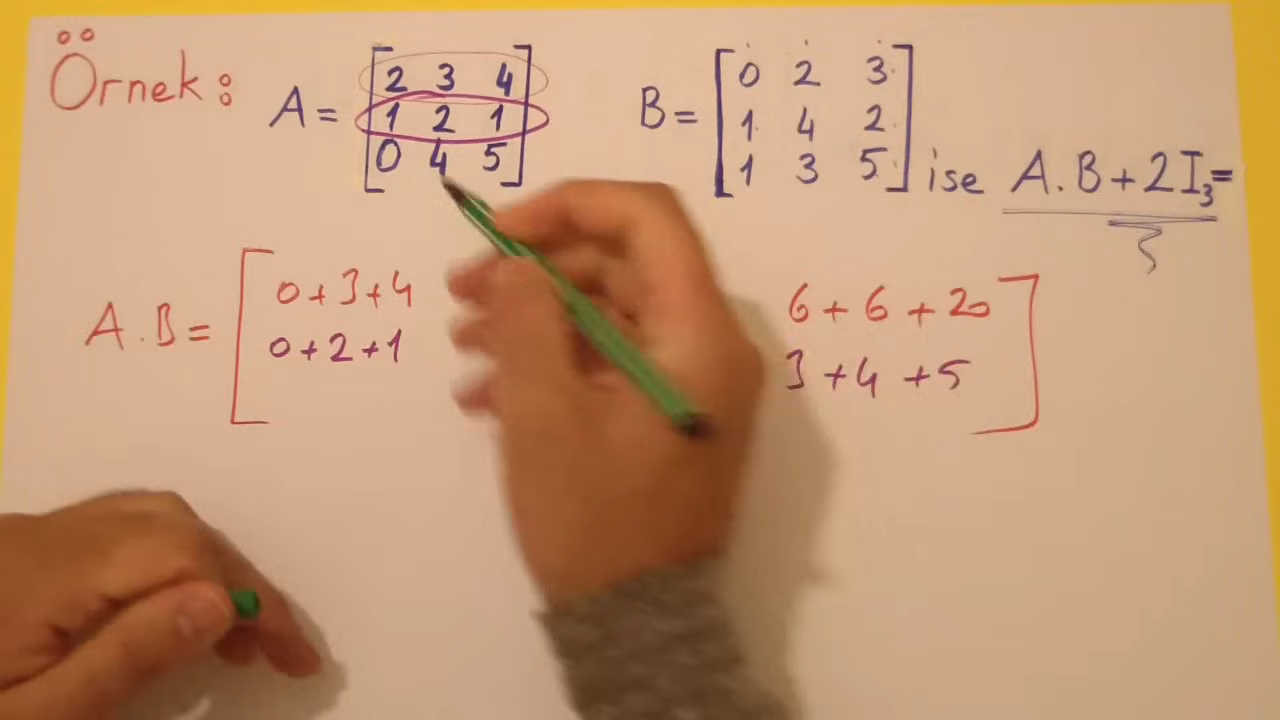 Örnek: A = [2 3 4 B = [0 2 3
1 2 1 1 4 2
0 4 5] 1 3 5] ise A.B+2I₃=
A.B = [0+3+4 6+6+20
0+2+1 3+4+5]